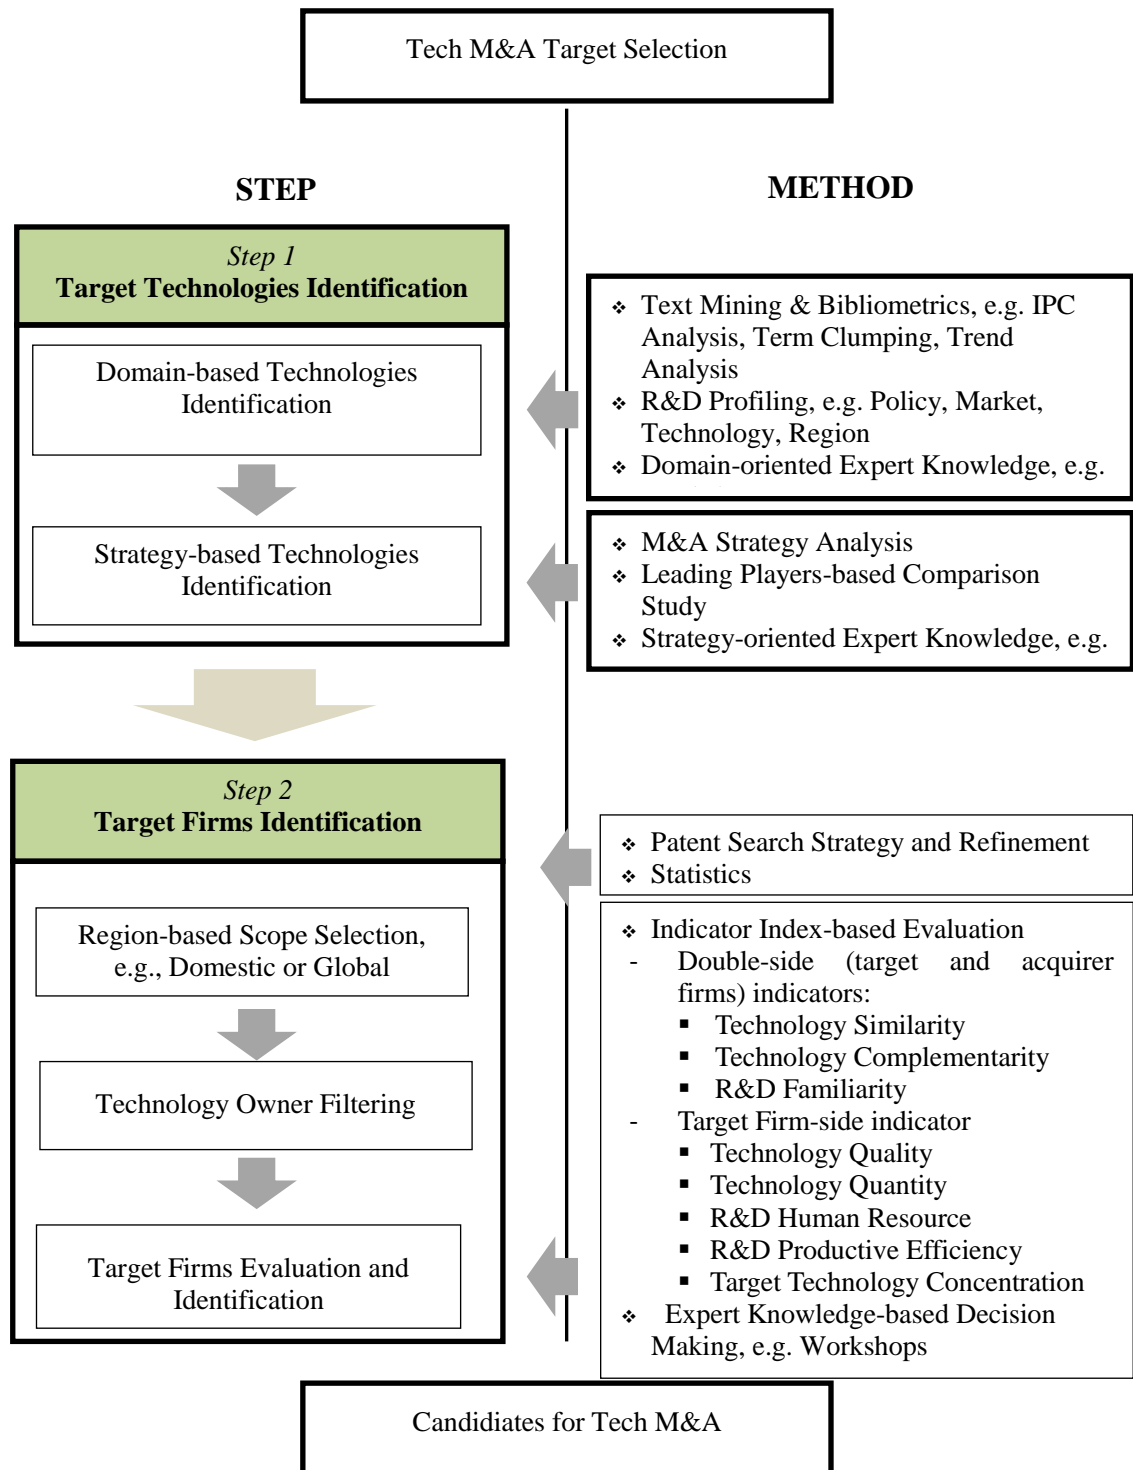 Tech M&A Target Selection
STEP
METHOD
Step 1
Target Technologies Identification
Domain-based Technologies
Identification
Strategy-based Technologies
Identification
❖ Text Mining & Bibliometrics, e.g. IPC
Analysis, Term Clumping, Trend
Analysis
❖ R&D Profiling, e.g. Policy, Market,
Technology, Region
❖ Domain-oriented Expert Knowledge, e.g.
❖ M&A Strategy Analysis
❖ Leading Players-based Comparison
Study
❖ Strategy-oriented Expert Knowledge, e.g.
Step 2
Target Firms Identification
Region-based Scope Selection,
e.g., Domestic or Global
Technology Owner Filtering
Target Firms Evaluation and
Identification
❖ Patent Search Strategy and Refinement
❖ Statistics
❖ Indicator Index-based Evaluation
- Double-side (target and acquirer
firms) indicators:
▪ Technology Similarity
▪ Technology Complementarity
▪ R&D Familiarity
- Target Firm-side indicator
▪ Technology Quality
▪ Technology Quantity
▪ R&D Human Resource
▪ R&D Productive Efficiency
▪ Target Technology Concentration
❖ Expert Knowledge-based Decision
Making, e.g. Workshops
Candidiates for Tech M&A